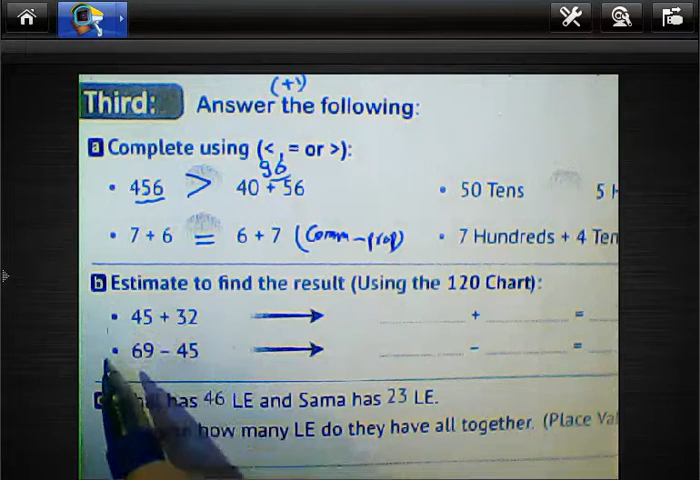 (+)
Third: Answer the following:
a Complete using (<, = or >):
96
• 456 > 40 + 56 • 50 Tens 5
• 7 + 6 = 6 + 7 (Comm-prop) • 7 Hundreds + 4 Ten
b Estimate to find the result (Using the 120 Chart):
• 45 + 32 + =
• 69 - 45 - =
has 46 LE and Sama has 23 LE.
how many LE do they have all together. (Place Val